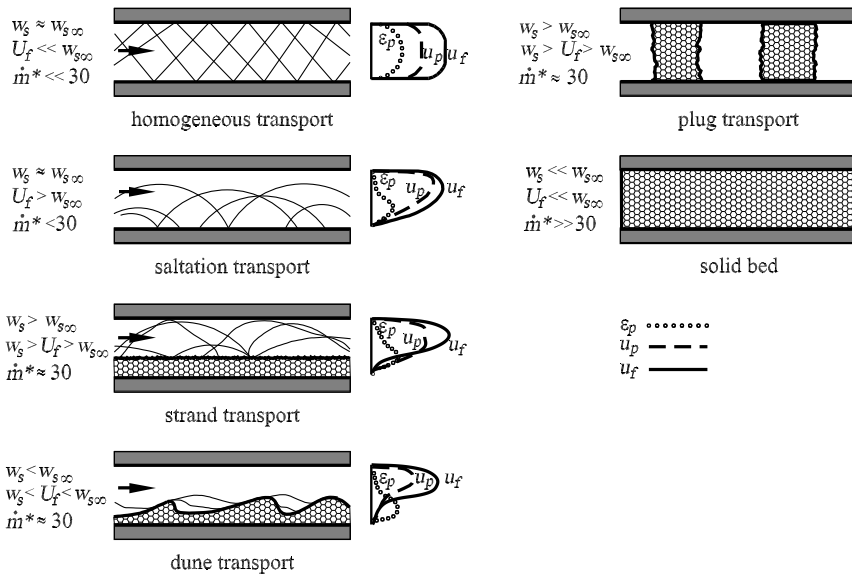 w_s ≈ w_s∞
U_f << w_s∞
ṁ* << 30
ε_p
u_p
u_f
homogeneous transport
w_s ≈ w_s∞
U_f > w_s∞
ṁ* < 30
ε_p
u_p
u_f
saltation transport
w_s > w_s∞
w_s > U_f > w_s∞
ṁ* ≈ 30
ε_p
u_p
u_f
strand transport
w_s < w_s∞
w_s < U_f < w_s∞
ṁ* ≈ 30
ε_p
u_p
u_f
dune transport
w_s > w_s∞
w_s > U_f > w_s∞
ṁ* ≈ 30
plug transport
w_s << w_s∞
U_f << w_s∞
ṁ* >> 30
solid bed
ε_p
u_p
u_f